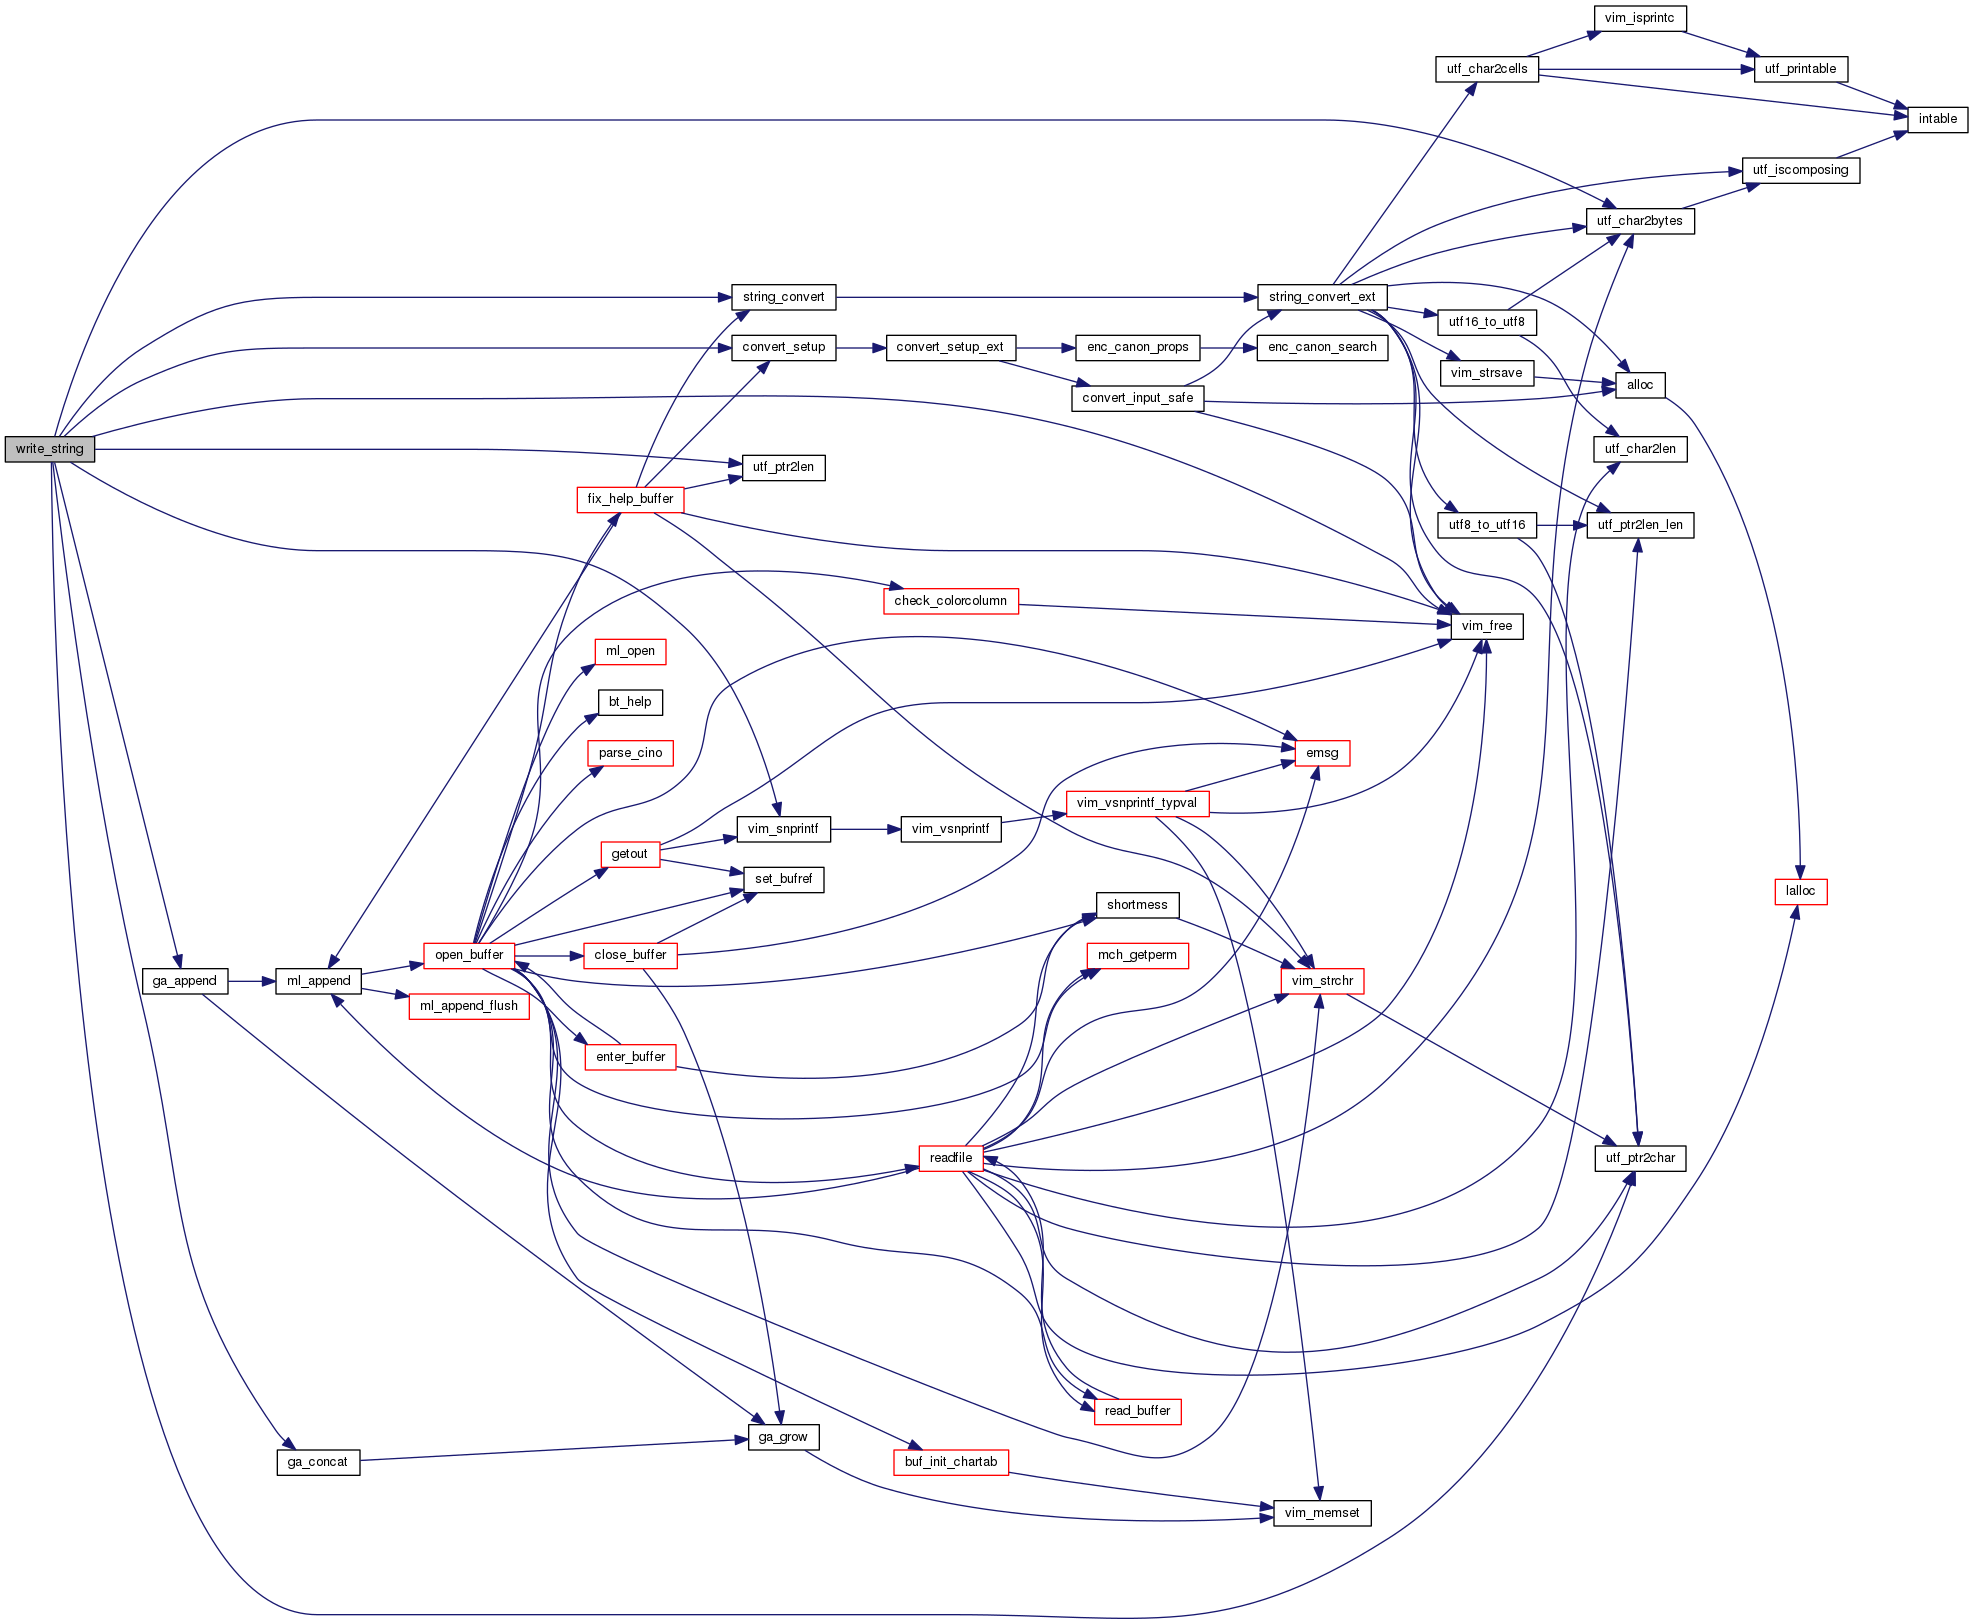 vim_isprintc
utf_char2cells
utf_printable
intable
utf_iscomposing
utf_char2bytes
string_convert
string_convert_ext
utf16_to_utf8
convert_setup
convert_setup_ext
enc_canon_props
enc_canon_search
vim_strsave
alloc
convert_input_safe
write_string
utf_char2len
utf_ptr2len
fix_help_buffer
utf8_to_utf16
utf_ptr2len_len
check_colorcolumn
vim_free
ml_open
bt_help
parse_cino
emsg
vim_vsnprintf_typval
vim_snprintf
vim_vsnprintf
getout
set_bufref
lalloc
shortmess
open_buffer
close_buffer
mch_getperm
ga_append
ml_append
vim_strchr
ml_append_flush
enter_buffer
readfile
utf_ptr2char
read_buffer
ga_grow
ga_concat
buf_init_chartab
vim_memset